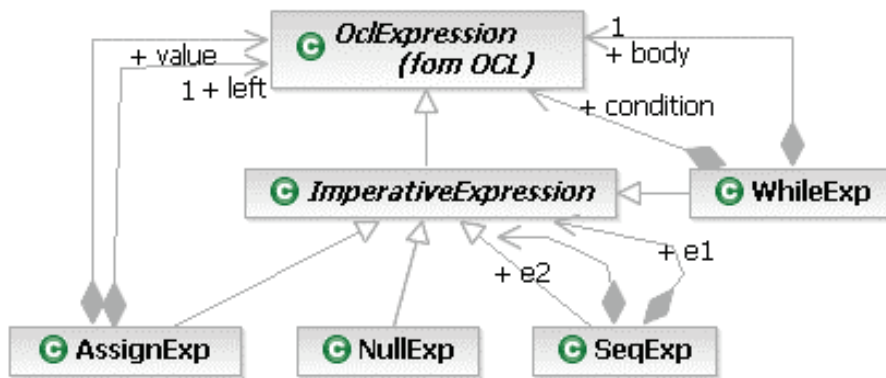 OclExpression
(fom OCL)
1
+ value
+ body
1 + left
+ condition
ImperativeExpression
WhileExp
+ e2
+ e1
AssignExp
NullExp
SeqExp